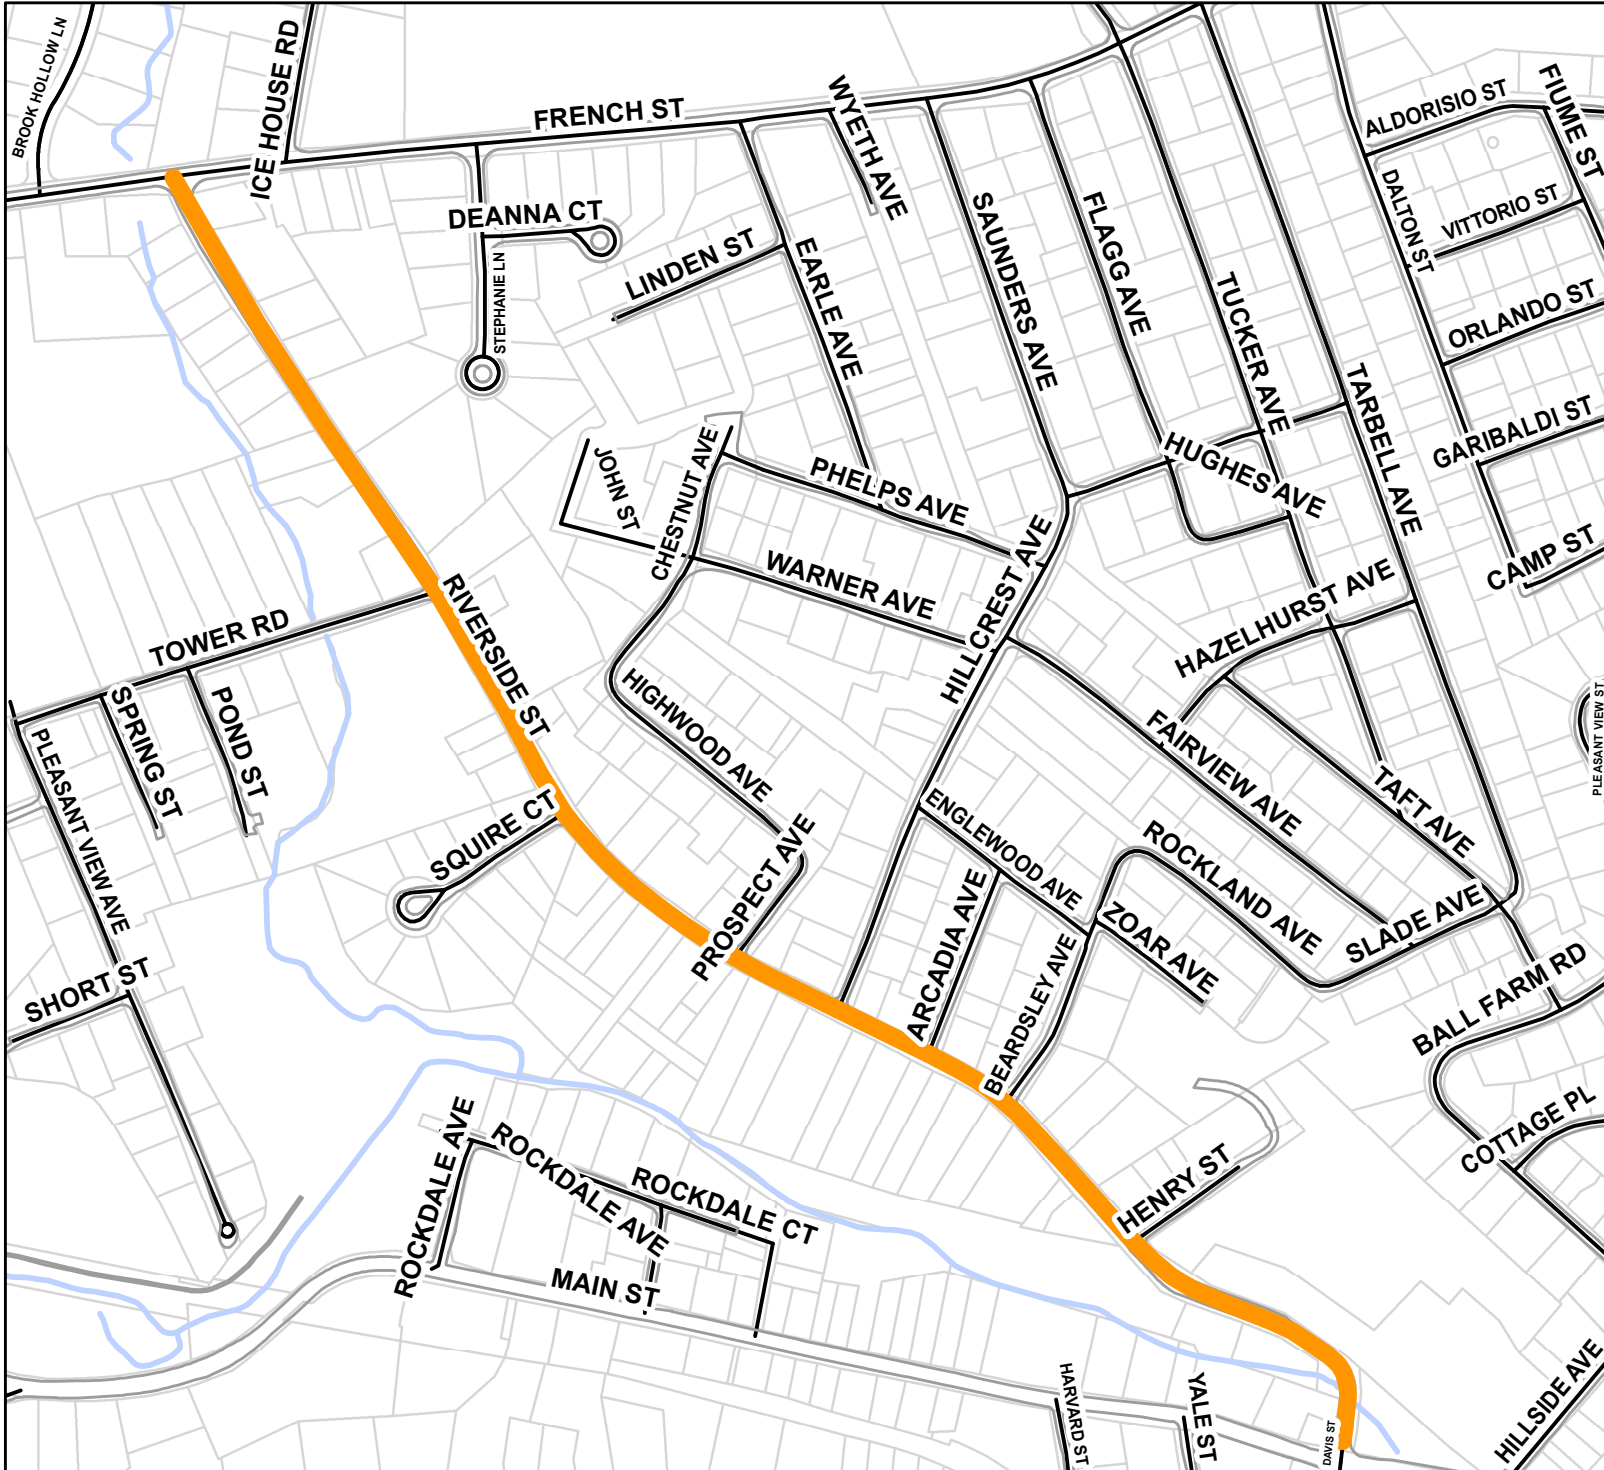 BROOK HOLLOW LN
ICE HOUSE RD
FRENCH ST
WYETH AVE
ALDORISIO ST
FIUME ST
DEANNA CT
STEPHANIE LN
LINDEN ST
EARLE AVE
SAUNDERS AVE
FLAGG AVE
TUCKER AVE
DALTON ST
VITTORIO ST
ORLANDO ST
TARBELL AVE
GARIBALDI ST
JOHN ST
CHESTNUT AVE
PHELPS AVE
HUGHES AVE
CAMP ST
WARNER AVE
HILLCREST AVE
HAZELHURST AVE
RIVERSIDE ST
TOWER RD
SPRING ST
POND ST
PLEASANT VIEW AVE
HIGHWOOD AVE
FAIRVIEW AVE
PLEASANT VIEW ST
TAFT AVE
SQUIRE CT
PROSPECT AVE
ENGLEWOOD AVE
ROCKLAND AVE
ARCADIA AVE
ZOAR AVE
SLADE AVE
SHORT ST
BEARDSLEY AVE
BALL FARM RD
COTTAGE PL
ROCKDALE AVE
ROCKDALE AVE
ROCKDALE CT
HENRY ST
MAIN ST
HARVARD ST
YALE ST
DAVIS ST
HILLSIDE AVE